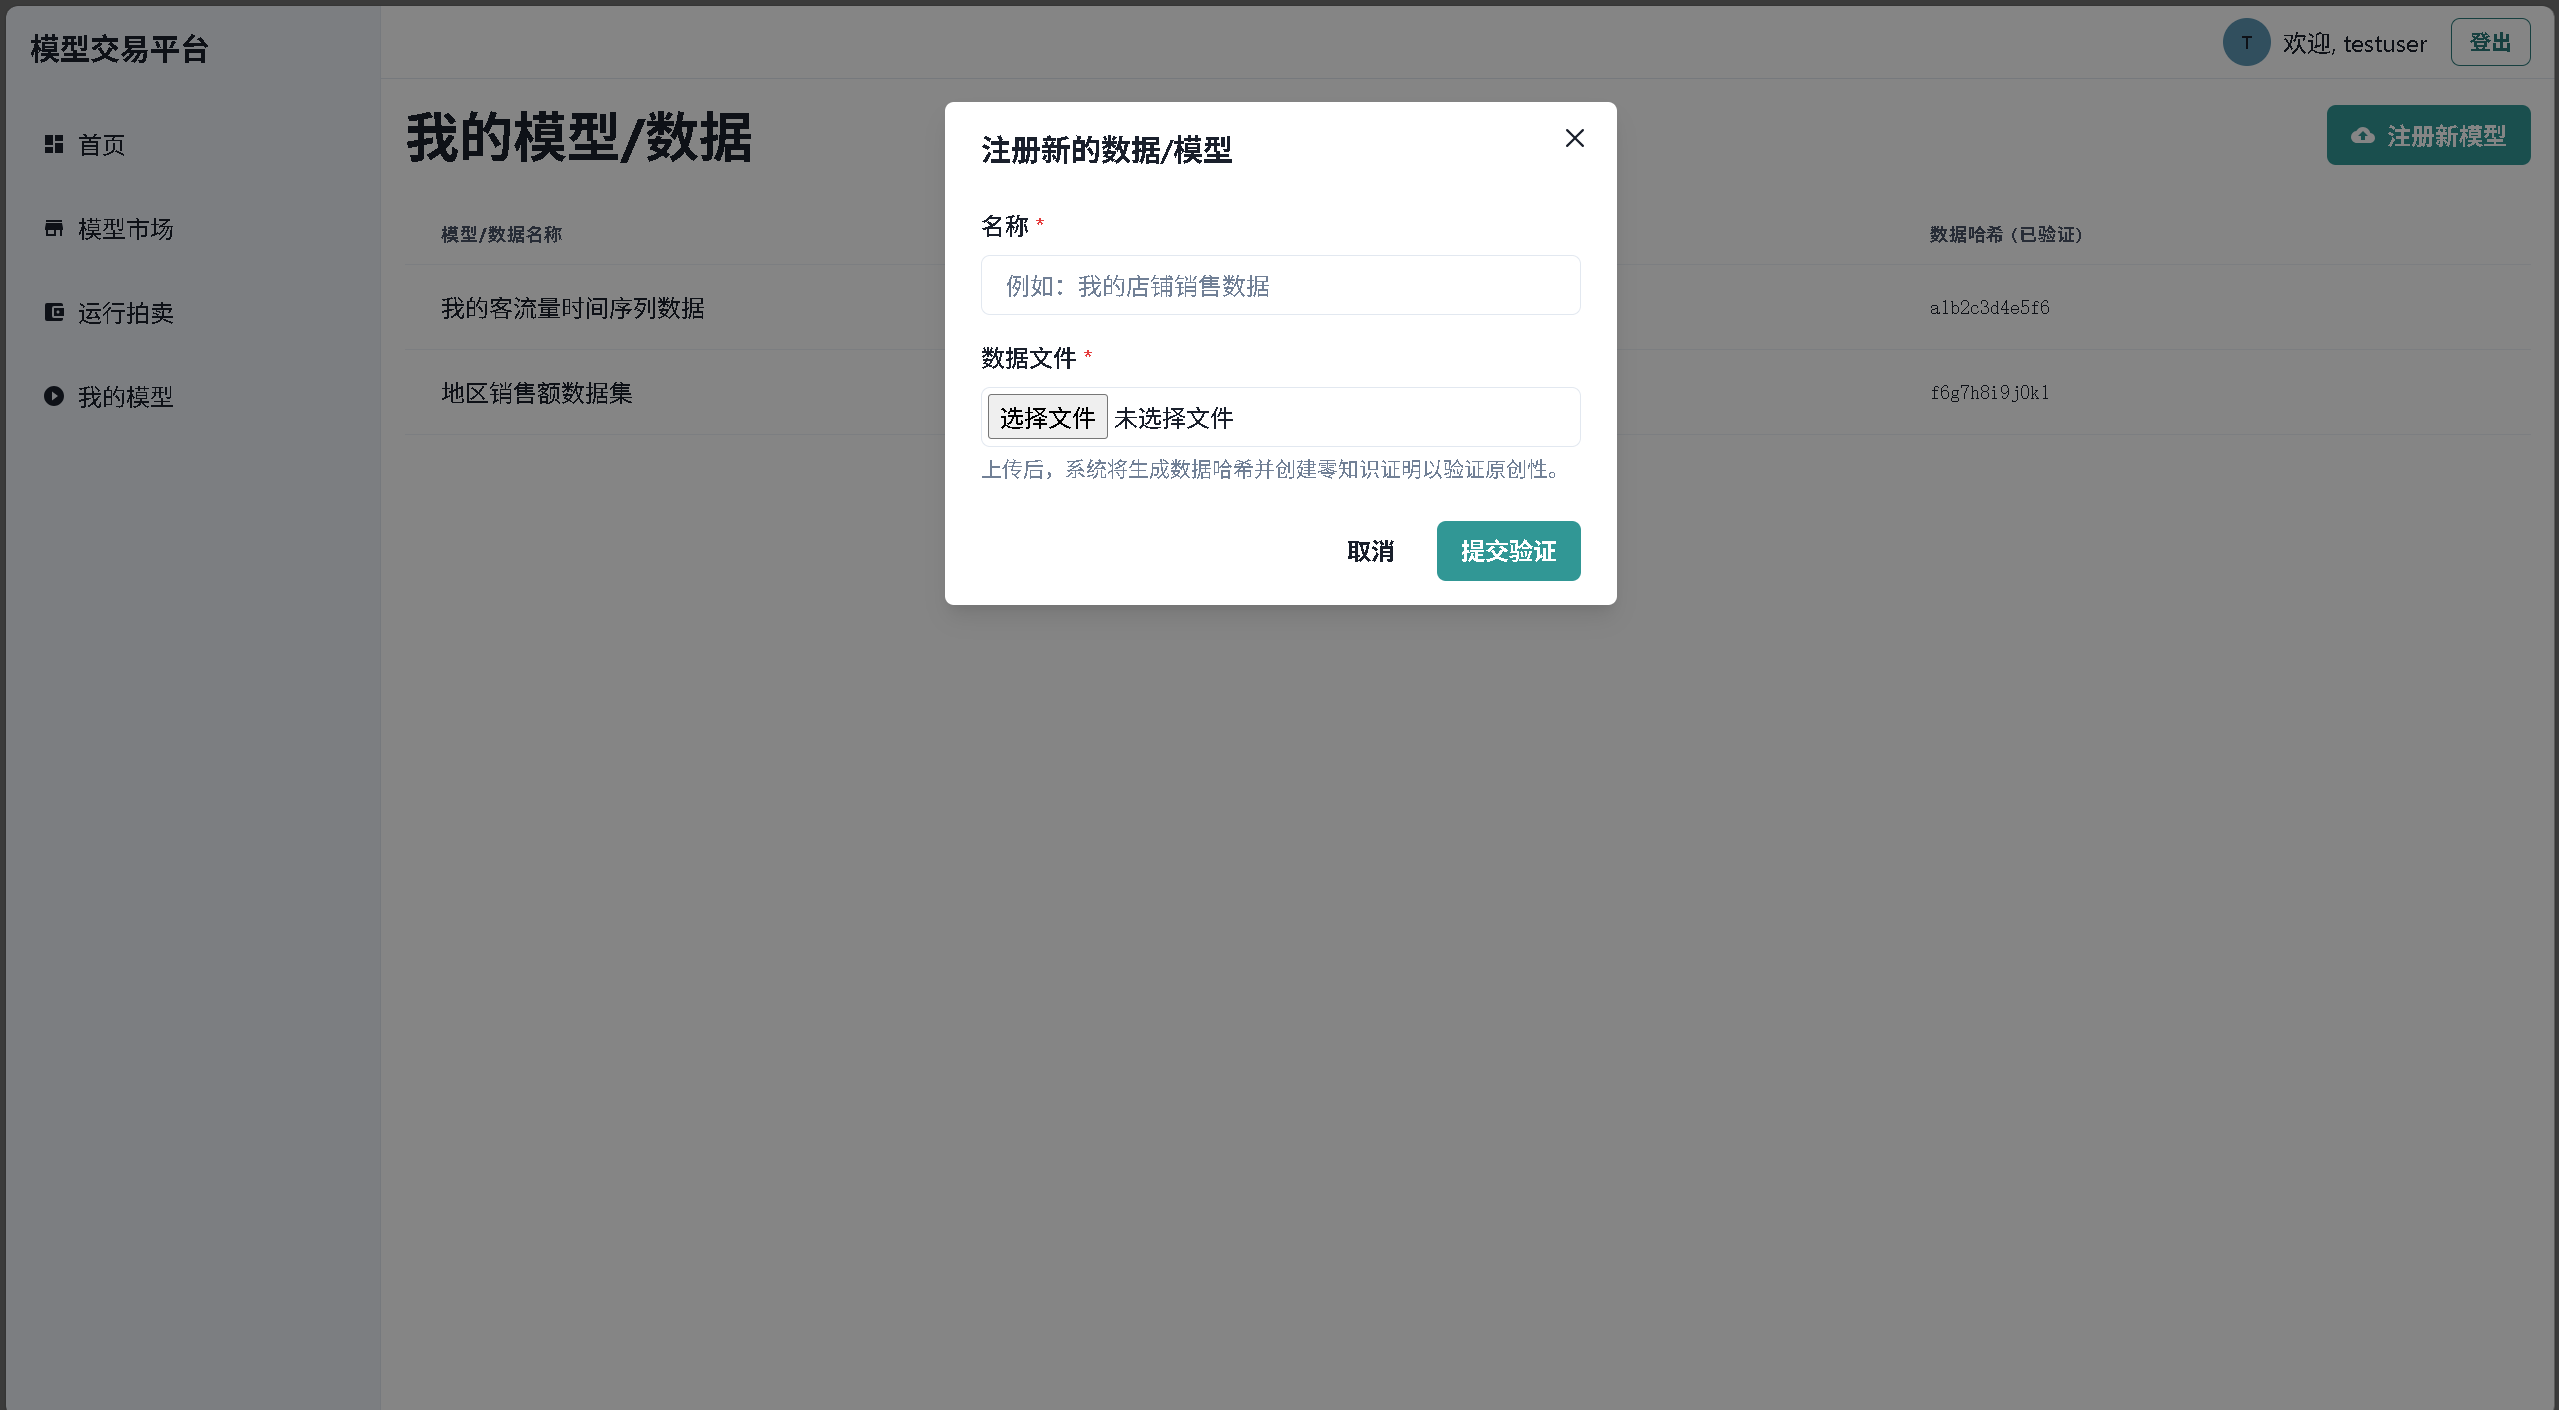 模型交易平台
首页
模型市场
运行拍卖
我的模型
T 欢迎, testuser 登出
我的模型/数据
注册新模型
模型/数据名称 数据哈希 (已验证)
我的客流量时间序列数据 a1b2c3d4e5f6
地区销售额数据集 f6g7h8i9j0k1
注册新的数据/模型
名称 *
例如：我的店铺销售数据
数据文件 *
选择文件 未选择文件
上传后，系统将生成数据哈希并创建零知识证明以验证原创性。
取消 提交验证